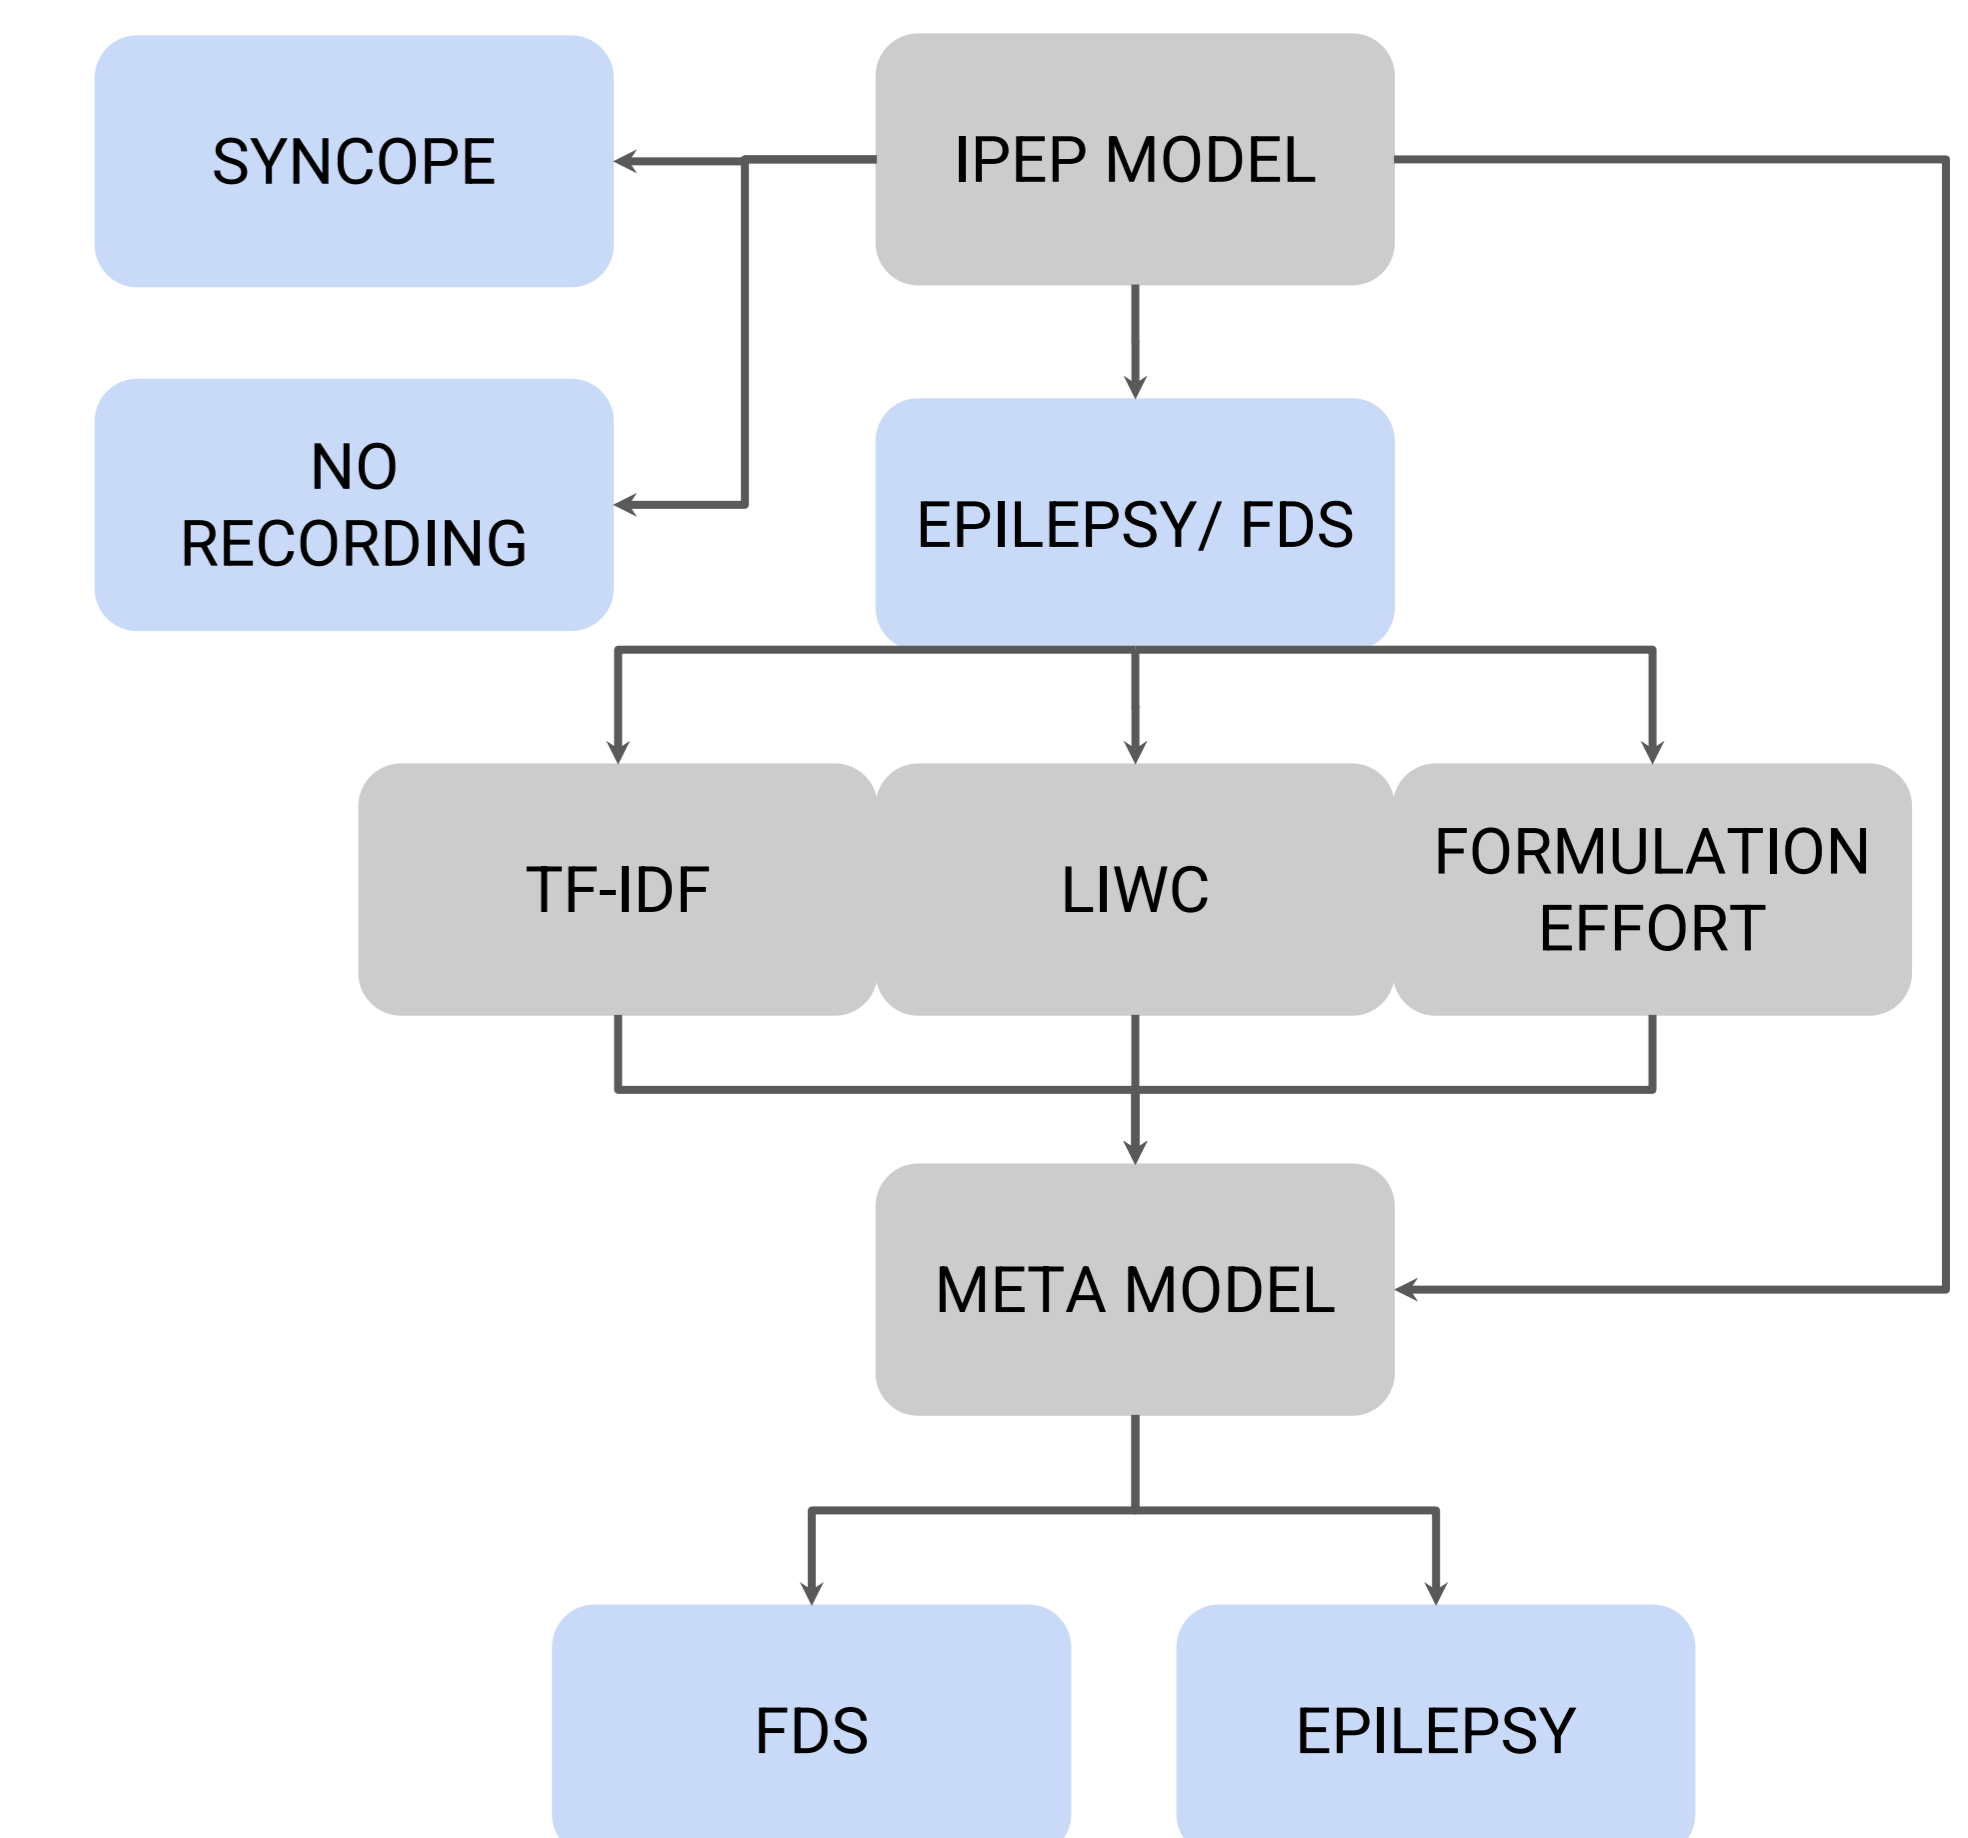 SYNCOPE
IPEP MODEL
NO
RECORDING
EPILEPSY/ FDS
TF-IDF
LIWC
FORMULATION
EFFORT
META MODEL
FDS
EPILEPSY